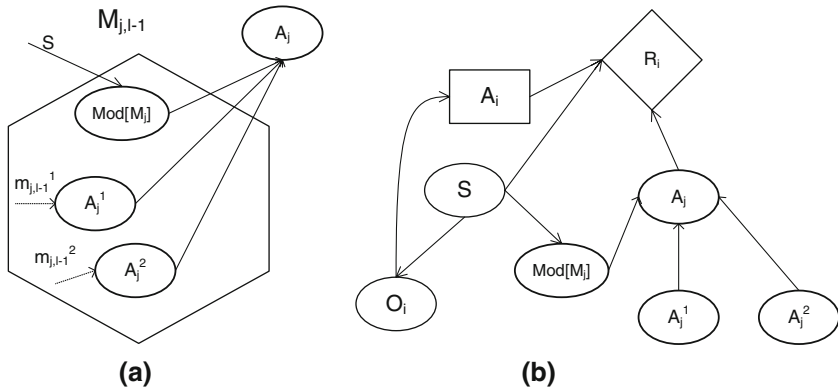 M_{j,l-1}
S
A_j
Mod[M_j]
m_{j,l-1}^1
A_j^1
m_{j,l-1}^2
A_j^2
(a)
R_i
A_i
S
A_j
Mod[M_j]
O_i
A_j^1
A_j^2
(b)